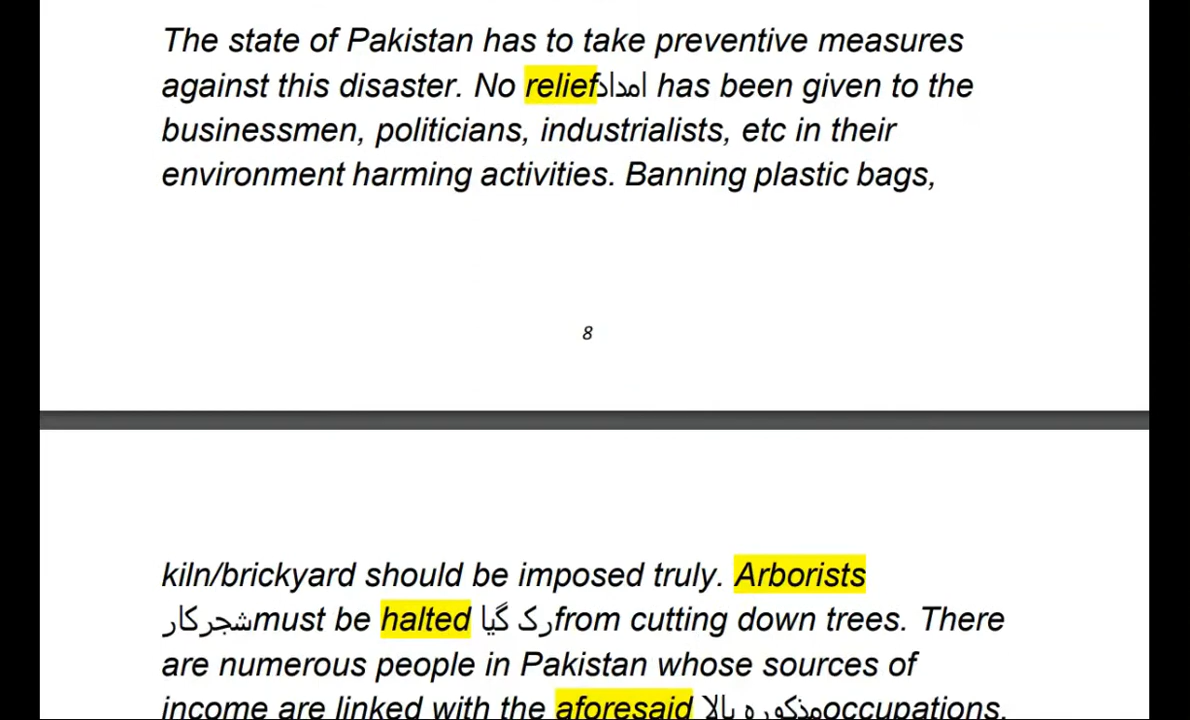 The state of Pakistan has to take preventive measures
against this disaster. No reliefامداد has been given to the
businessmen, politicians, industrialists, etc in their
environment harming activities. Banning plastic bags,
8
kiln/brickyard should be imposed truly. Arborists
شجرکارmust be halted رک گیاfrom cutting down trees. There
are numerous people in Pakistan whose sources of
income are linked with the aforesaid مذکورہ بالاoccupations.